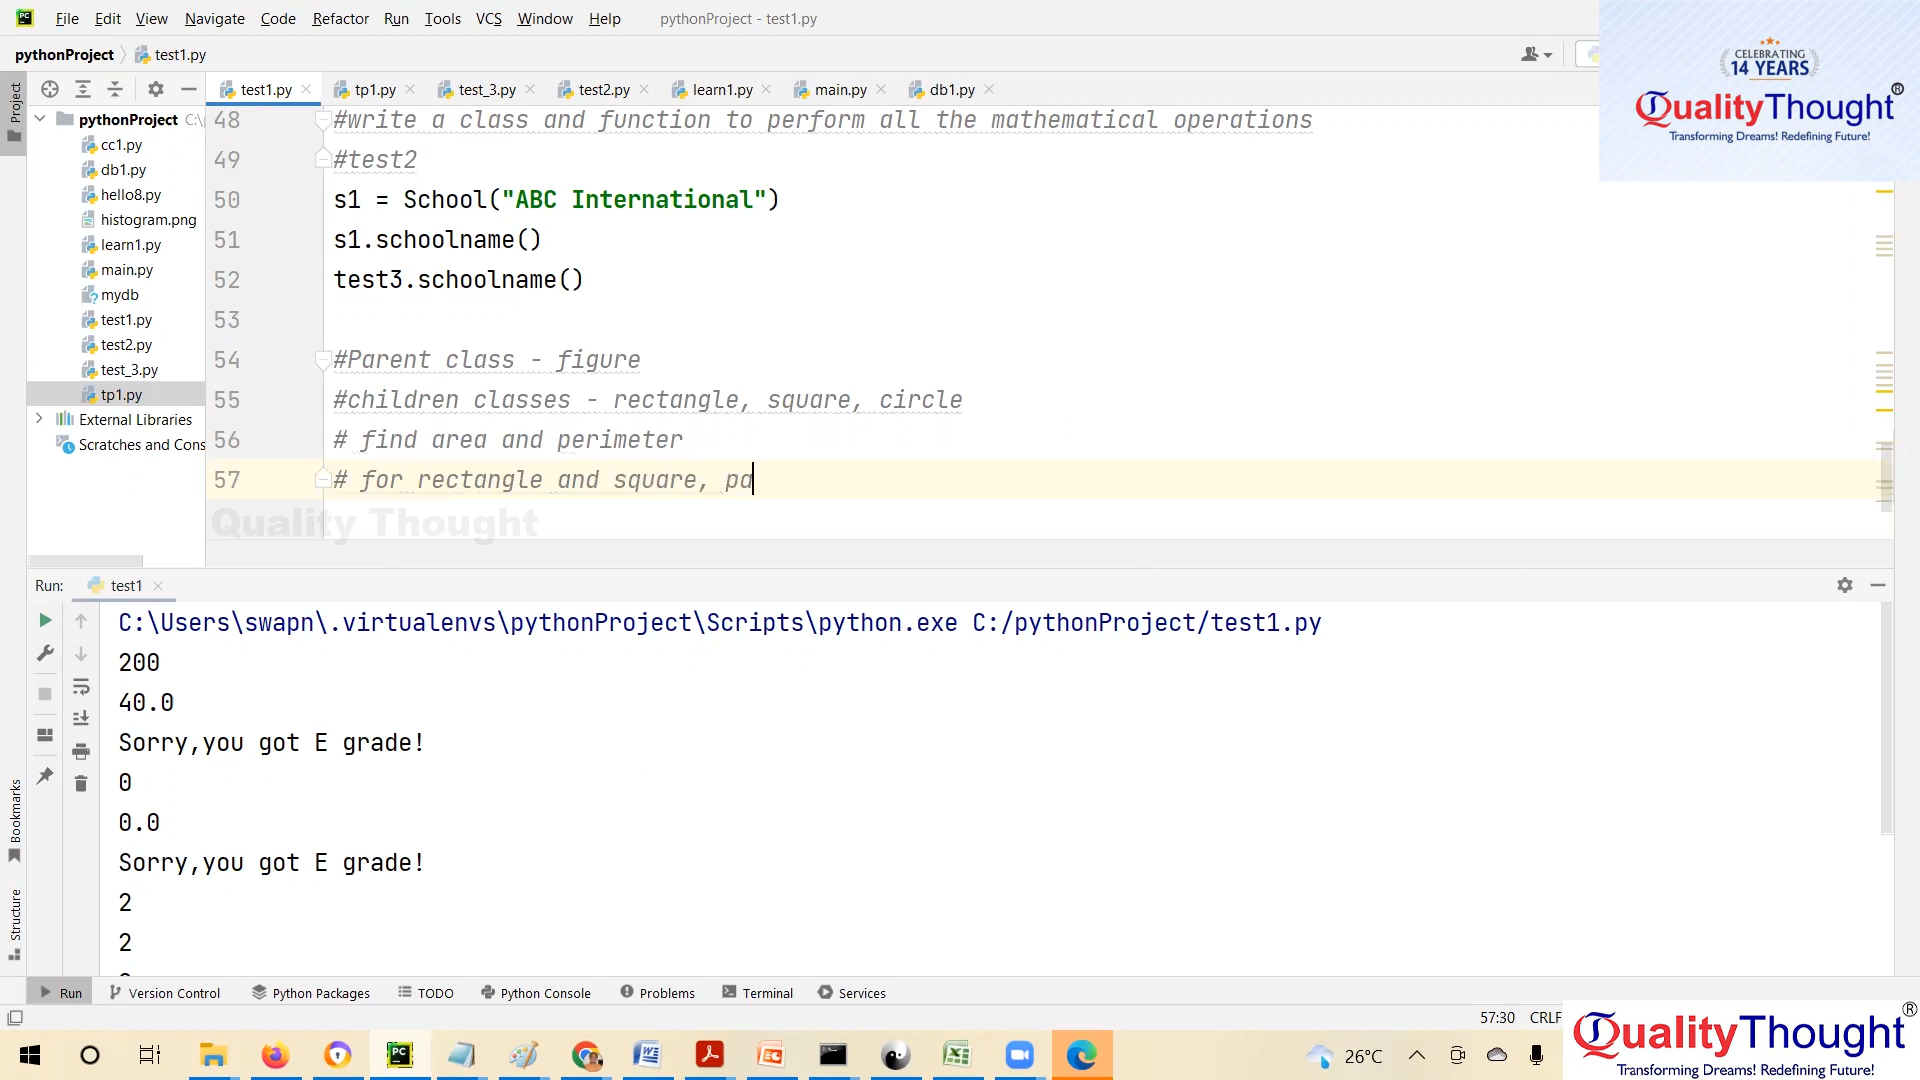 File Edit View Navigate Code Refactor Run Tools VCS Window Help pythonProject - test1.py
pythonProject test1.py
CELEBRATING
14 YEARS
QualityThought®
Transforming Dreams! Redefining Future!
Project
test1.py tp1.py test_3.py test2.py learn1.py main.py db1.py
pythonProject C:\
cc1.py
db1.py
hello8.py
histogram.png
learn1.py
main.py
mydb
test1.py
test2.py
test_3.py
tp1.py
External Libraries
Scratches and Cons
48 #write a class and function to perform all the mathematical operations
49 #test2
50 s1 = School("ABC International")
51 s1.schoolname()
52 test3.schoolname()
53
54 #Parent class - figure
55 #children classes - rectangle, square, circle
56 # find area and perimeter
57 # for rectangle and square, pa
Quality Thought
Run: test1
C:\Users\swapn\.virtualenvs\pythonProject\Scripts\python.exe C:/pythonProject/test1.py
200
40.0
Sorry,you got E grade!
0
0.0
Sorry,you got E grade!
2
2
Bookmarks
Structure
Run Version Control Python Packages TODO Python Console Problems Terminal Services
57:30 CRLF
26°C
QualityThought®
Transforming Dreams! Redefining Future!